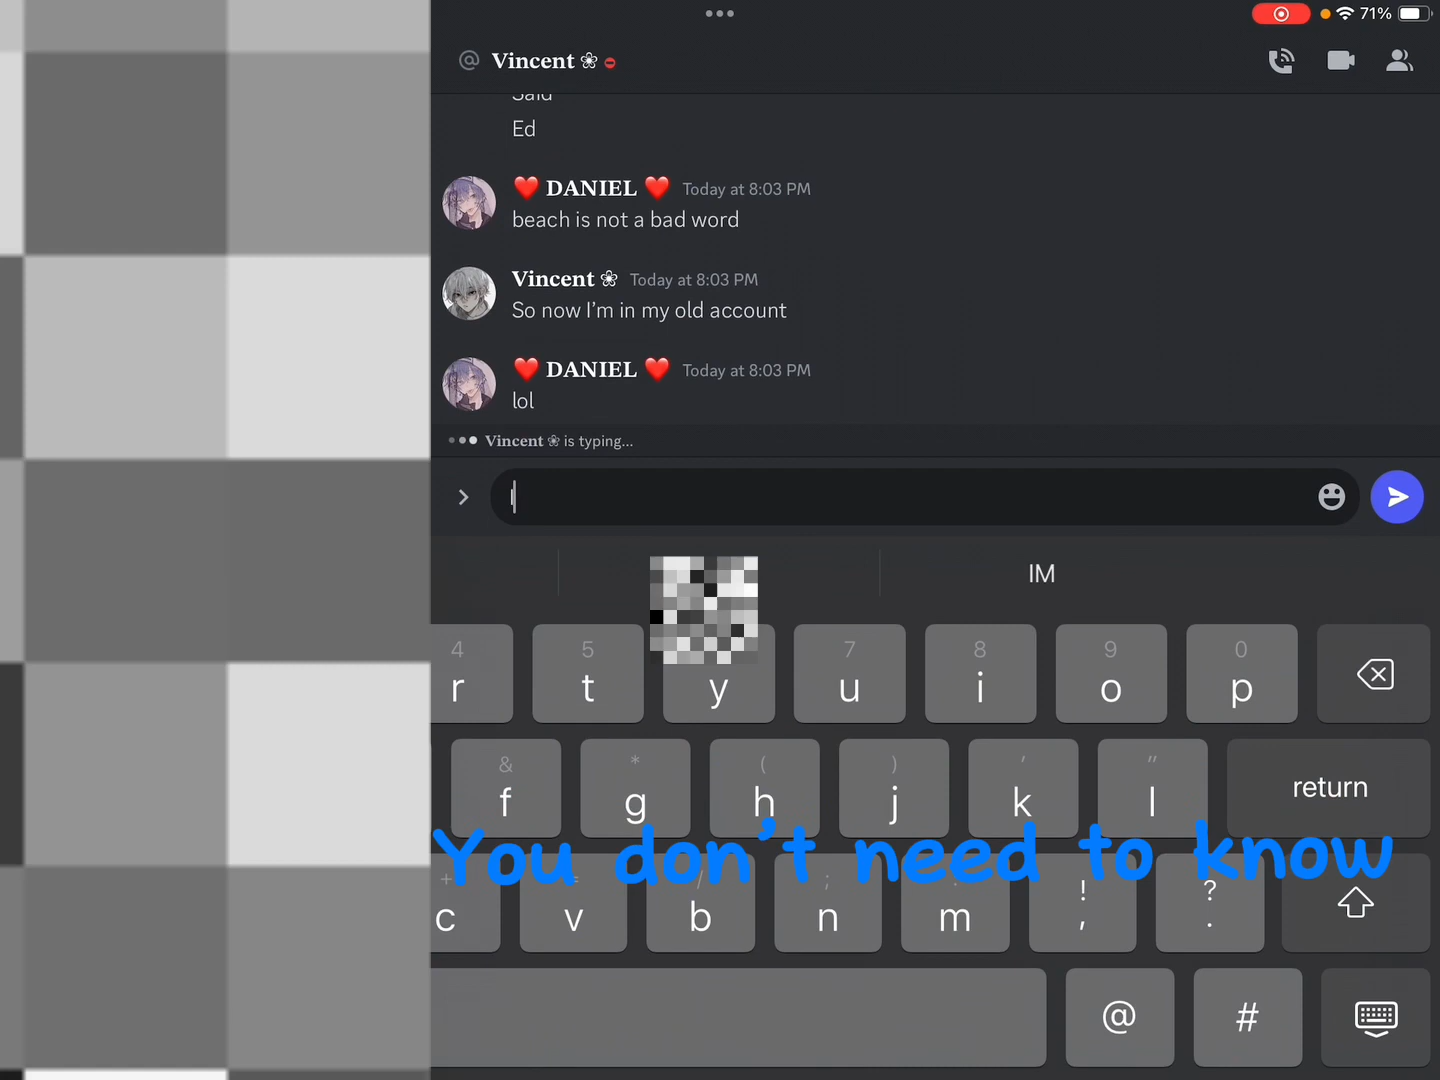 71%
@ Vincent ❀
Said
Ed
❤️ DANIEL ❤️ Today at 8:03 PM
beach is not a bad word
Vincent ❀ Today at 8:03 PM
So now I'm in my old account
❤️ DANIEL ❤️ Today at 8:03 PM
lol
Vincent ❀ is typing...
I
IM
4 5 7 8 9 0
r t y u i o p
& * ( ) ' "
f g h j k l return
You don't need to know
+ = / ; ! ?
c v b n m , .
@ #